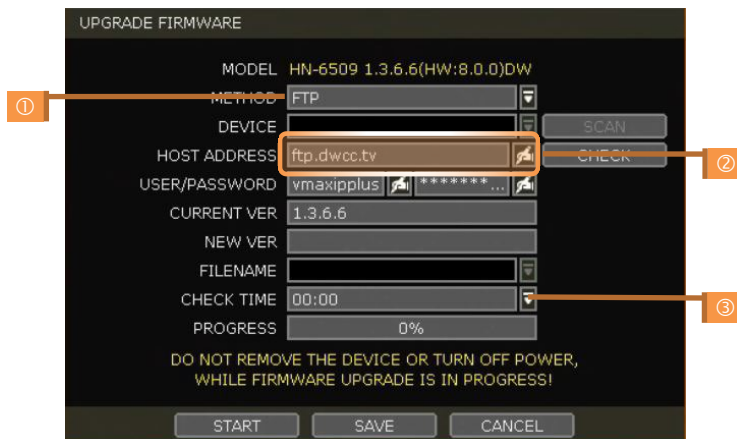 UPGRADE FIRMWARE
MODEL HN-6509 1.3.6.6(HW:8.0.0)DW
① METHOD FTP
DEVICE SCAN
HOST ADDRESS ftp.dwcc.tv CHECK ②
USER/PASSWORD vmaxipplus *******...
CURRENT VER 1.3.6.6
NEW VER
FILENAME
CHECK TIME 00:00 ③
PROGRESS 0%
DO NOT REMOVE THE DEVICE OR TURN OFF POWER,
WHILE FIRMWARE UPGRADE IS IN PROGRESS!
START SAVE CANCEL